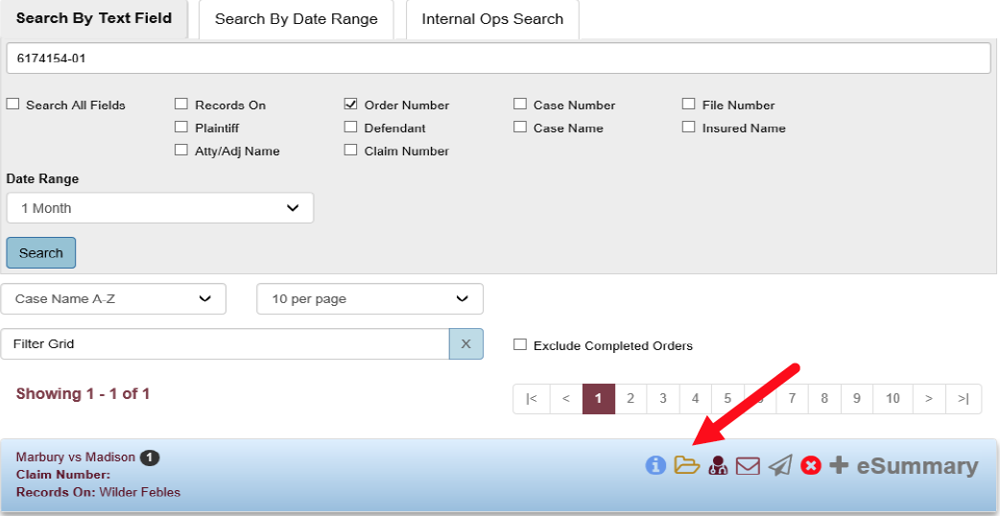 Search By Text Field Search By Date Range Internal Ops Search
6174154-01
Search All Fields Records On Order Number Case Number File Number
Plaintiff Defendant Case Name Insured Name
Atty/Adj Name Claim Number
Date Range
1 Month
Search
Case Name A-Z 10 per page
Filter Grid X Exclude Completed Orders
Showing 1 - 1 of 1 |< < 1 2 3 4 5 6 7 8 9 10 > >|
Marbury vs Madison 1
Claim Number:
Records On: Wilder Febles
eSummary